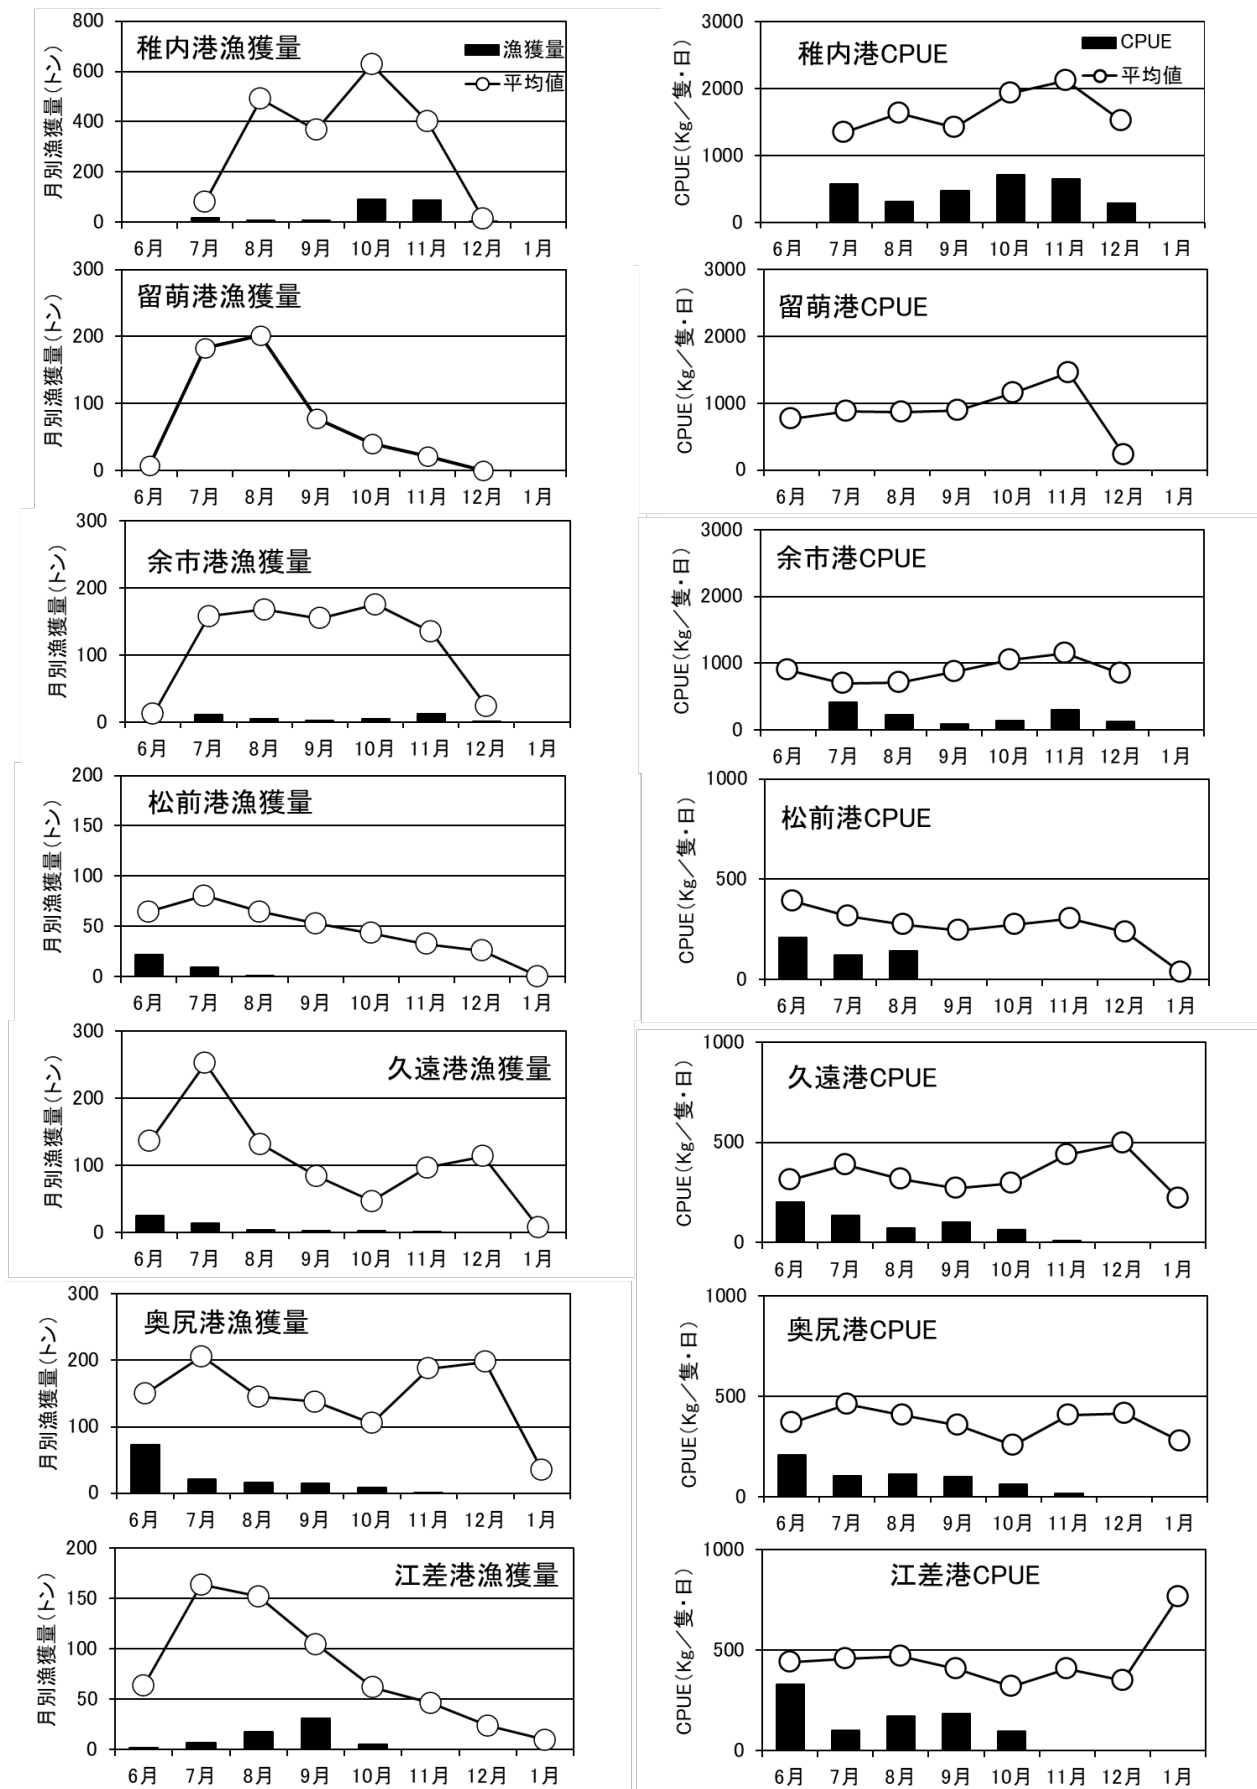 稚内港漁獲量
漁獲量
平均値
月別漁獲量(トン)
800
600
400
200
0
6月 7月 8月 9月 10月 11月 12月 1月
稚内港CPUE
CPUE
平均値
CPUE(Kg/隻・日)
3000
2000
1000
0
6月 7月 8月 9月 10月 11月 12月 1月
留萌港漁獲量
月別漁獲量(トン)
300
200
100
0
6月 7月 8月 9月 10月 11月 12月 1月
留萌港CPUE
CPUE(Kg/隻・日)
3000
2000
1000
0
6月 7月 8月 9月 10月 11月 12月 1月
余市港漁獲量
月別漁獲量(トン)
300
200
100
0
6月 7月 8月 9月 10月 11月 12月 1月
余市港CPUE
CPUE(Kg/隻・日)
3000
2000
1000
0
6月 7月 8月 9月 10月 11月 12月 1月
松前港漁獲量
月別漁獲量(トン)
200
150
100
50
0
6月 7月 8月 9月 10月 11月 12月 1月
松前港CPUE
CPUE(Kg/隻・日)
1000
500
0
6月 7月 8月 9月 10月 11月 12月 1月
久遠港漁獲量
月別漁獲量(トン)
300
200
100
0
6月 7月 8月 9月 10月 11月 12月 1月
久遠港CPUE
CPUE(Kg/隻・日)
1000
500
0
6月 7月 8月 9月 10月 11月 12月 1月
奥尻港漁獲量
月別漁獲量(トン)
300
200
100
0
6月 7月 8月 9月 10月 11月 12月 1月
奥尻港CPUE
CPUE(Kg/隻・日)
1000
500
0
6月 7月 8月 9月 10月 11月 12月 1月
江差港漁獲量
月別漁獲量(トン)
200
150
100
50
0
6月 7月 8月 9月 10月 11月 12月 1月
江差港CPUE
CPUE(Kg/隻・日)
1000
500
0
6月 7月 8月 9月 10月 11月 12月 1月